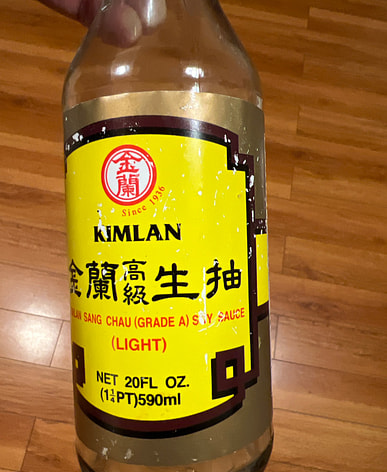 金蘭
Since 1936
KIMLAN
金蘭高級生抽
SANG CHAU (GRADE A) SOY SAUCE
(LIGHT)
NET 20FL OZ.
(1¼PT)590ml